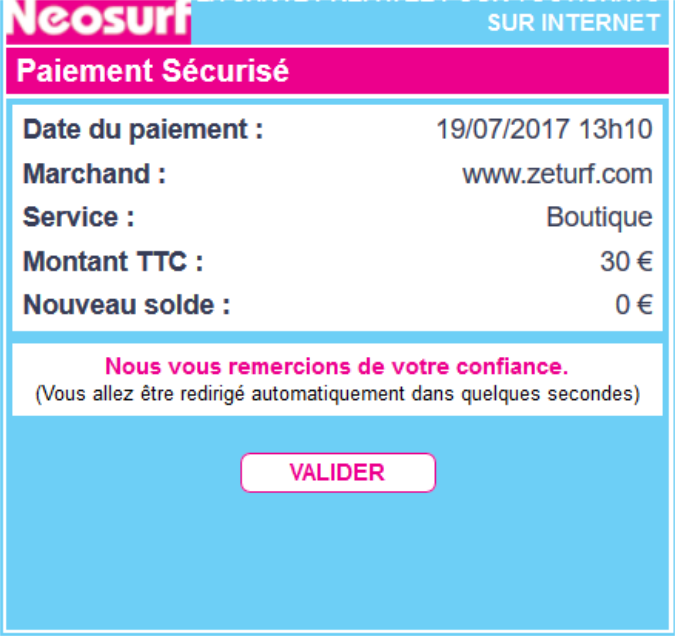 Neosurf
SUR INTERNET
Paiement Sécurisé
Date du paiement : 19/07/2017 13h10
Marchand : www.zeturf.com
Service : Boutique
Montant TTC : 30 €
Nouveau solde : 0 €
Nous vous remercions de votre confiance.
(Vous allez être redirigé automatiquement dans quelques secondes)
VALIDER